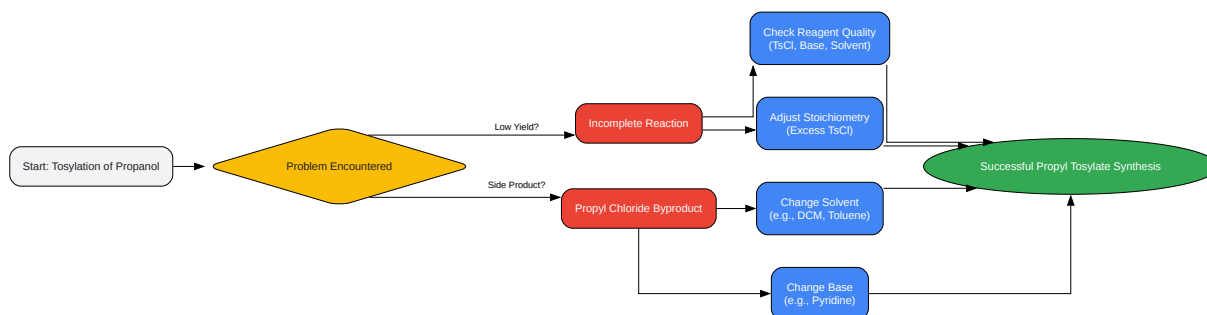 Start: Tosylation of Propanol
Problem Encountered
Low Yield?
Side Product?
Incomplete Reaction
Propyl Chloride Byproduct
Check Reagent Quality
(TsCl, Base, Solvent)
Adjust Stoichiometry
(Excess TsCl)
Change Solvent
(e.g., DCM, Toluene)
Change Base
(e.g., Pyridine)
Successful Propyl Tosylate Synthesis